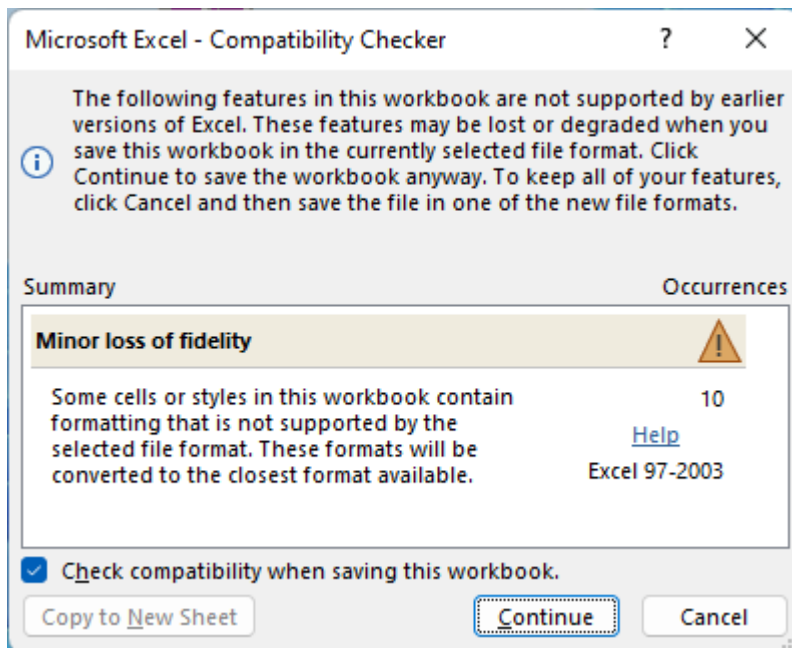 Microsoft Excel - Compatibility Checker ? ×
The following features in this workbook are not supported by earlier
versions of Excel. These features may be lost or degraded when you
save this workbook in the currently selected file format. Click
Continue to save the workbook anyway. To keep all of your features,
click Cancel and then save the file in one of the new file formats.
Summary Occurrences
Minor loss of fidelity
Some cells or styles in this workbook contain 10
formatting that is not supported by the
selected file format. These formats will be Help
converted to the closest format available. Excel 97-2003
Check compatibility when saving this workbook.
Copy to New Sheet Continue Cancel